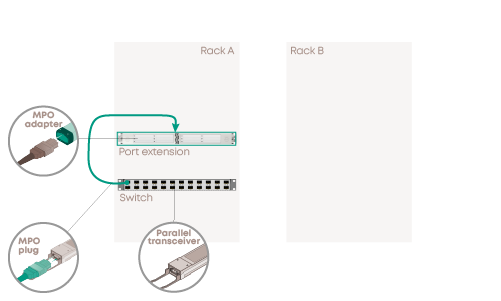 Rack A
Rack B
MPO
adapter
Port extension
Switch
MPO
plug
Parallel
transceiver